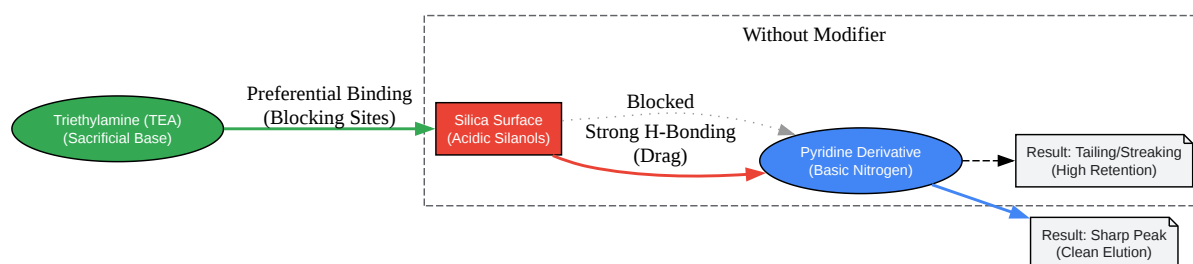 Without Modifier
Triethylamine (TEA)
(Sacrificial Base)
Preferential Binding
(Blocking Sites)
Silica Surface
(Acidic Silanols)
Blocked
Strong H-Bonding
(Drag)
Pyridine Derivative
(Basic Nitrogen)
Result: Tailing/Streaking
(High Retention)
Result: Sharp Peak
(Clean Elution)